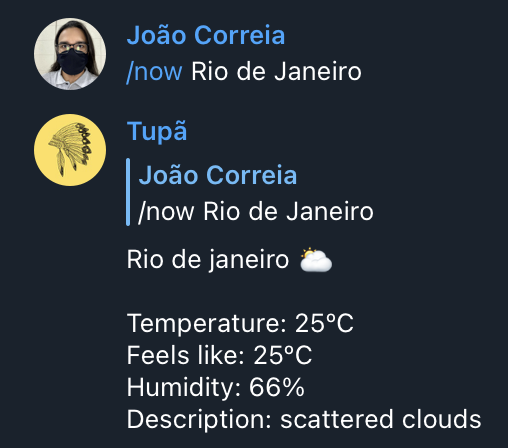 João Correia
/now Rio de Janeiro
Tupã
João Correia
/now Rio de Janeiro
Rio de janeiro 🌥️
Temperature: 25°C
Feels like: 25°C
Humidity: 66%
Description: scattered clouds